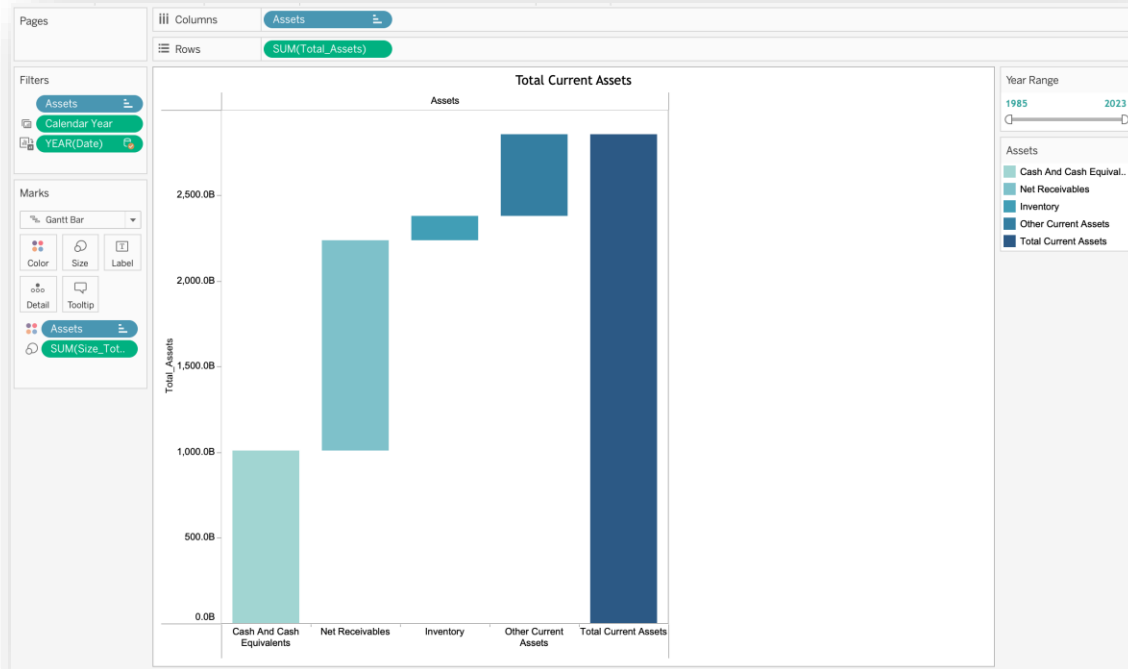 Pages
Columns
Assets
Rows
SUM(Total_Assets)
Filters
Assets
Calendar Year
YEAR(Date)
Marks
Gantt Bar
Color
Size
Label
Detail
Tooltip
Assets
SUM(Size_Tot..
Total Current Assets
Assets
Total_Assets
2,500.0B
2,000.0B
1,500.0B
1,000.0B
500.0B
0.0B
Cash And Cash
Equivalents
Net Receivables
Inventory
Other Current
Assets
Total Current Assets
Year Range
1985 2023
Assets
Cash And Cash Equival..
Net Receivables
Inventory
Other Current Assets
Total Current Assets